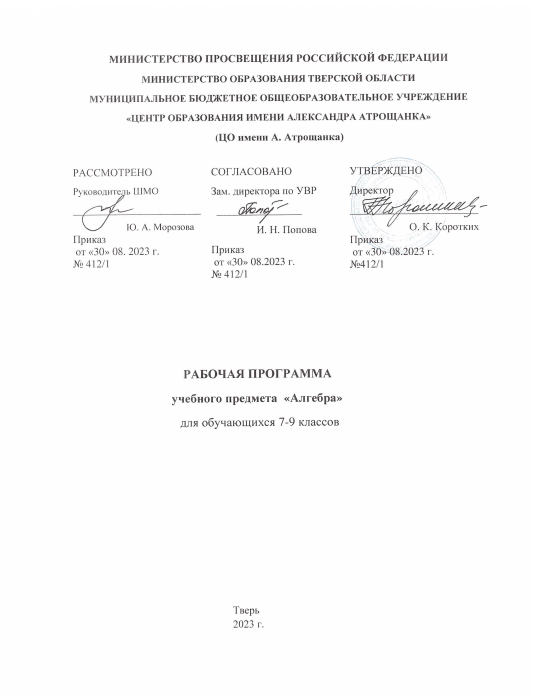 МИНИСТЕРСТВО ПРОСВЕЩЕНИЯ РОССИЙСКОЙ ФЕДЕРАЦИИ
МИНИСТЕРСТВО ОБРАЗОВАНИЯ ТВЕРСКОЙ ОБЛАСТИ
МУНИЦИПАЛЬНОЕ БЮДЖЕТНОЕ ОБЩЕОБРАЗОВАТЕЛЬНОЕ УЧРЕЖДЕНИЕ
«ЦЕНТР ОБРАЗОВАНИЯ ИМЕНИ АЛЕКСАНДРА АТРОЩАНКА»
(ЦО имени А. Атрощанка)
РАССМОТРЕНО
Руководитель ШМО
Ю. А. Морозова
Приказ
от «30» 08. 2023 г.
№ 412/1
СОГЛАСОВАНО
Зам. директора по УВР
И. Н. Попова
Приказ
от «30» 08.2023 г.
№ 412/1
УТВЕРЖДЕНО
Директор
О. К. Коротких
Приказ
от «30» 08.2023 г.
№412/1
РАБОЧАЯ ПРОГРАММА
учебного предмета «Алгебра»
для обучающихся 7-9 классов
Тверь
2023 г.